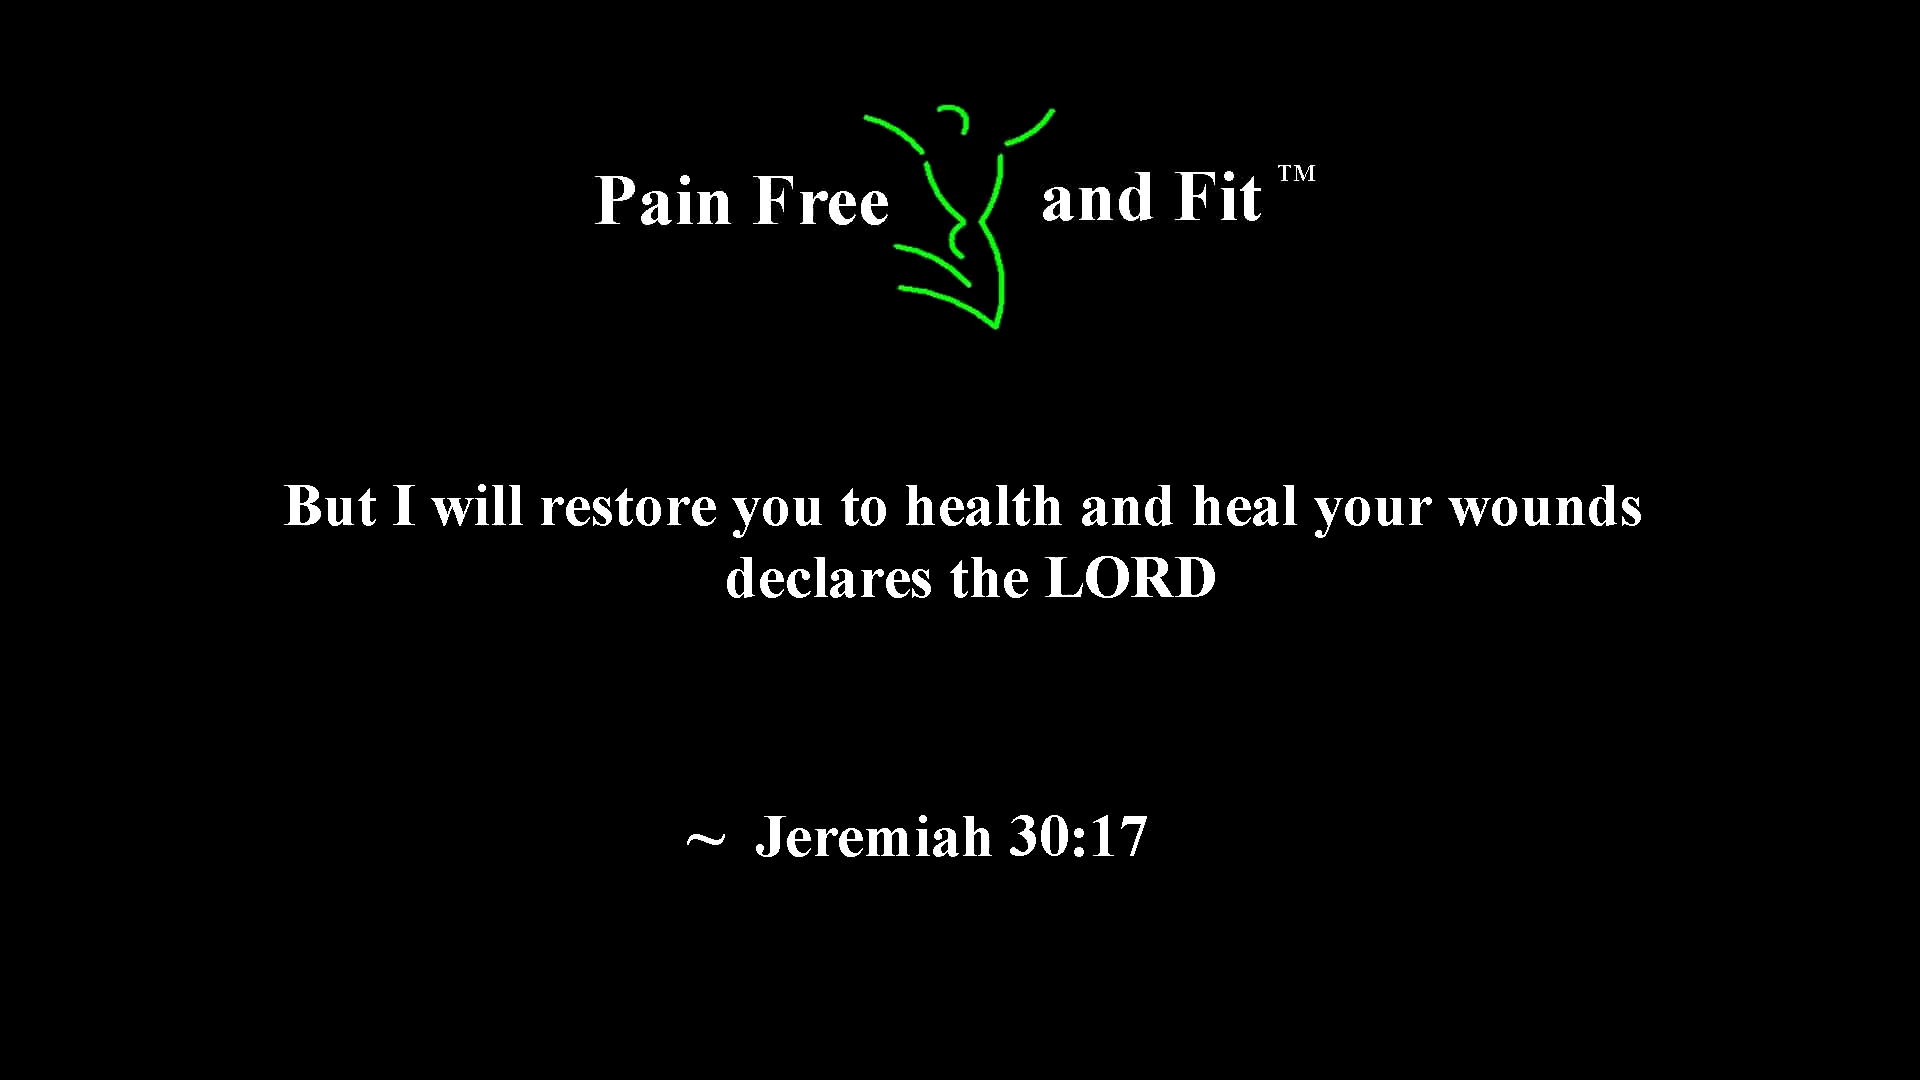 Pain Free and Fit ™
But I will restore you to health and heal your wounds
declares the LORD
~ Jeremiah 30:17